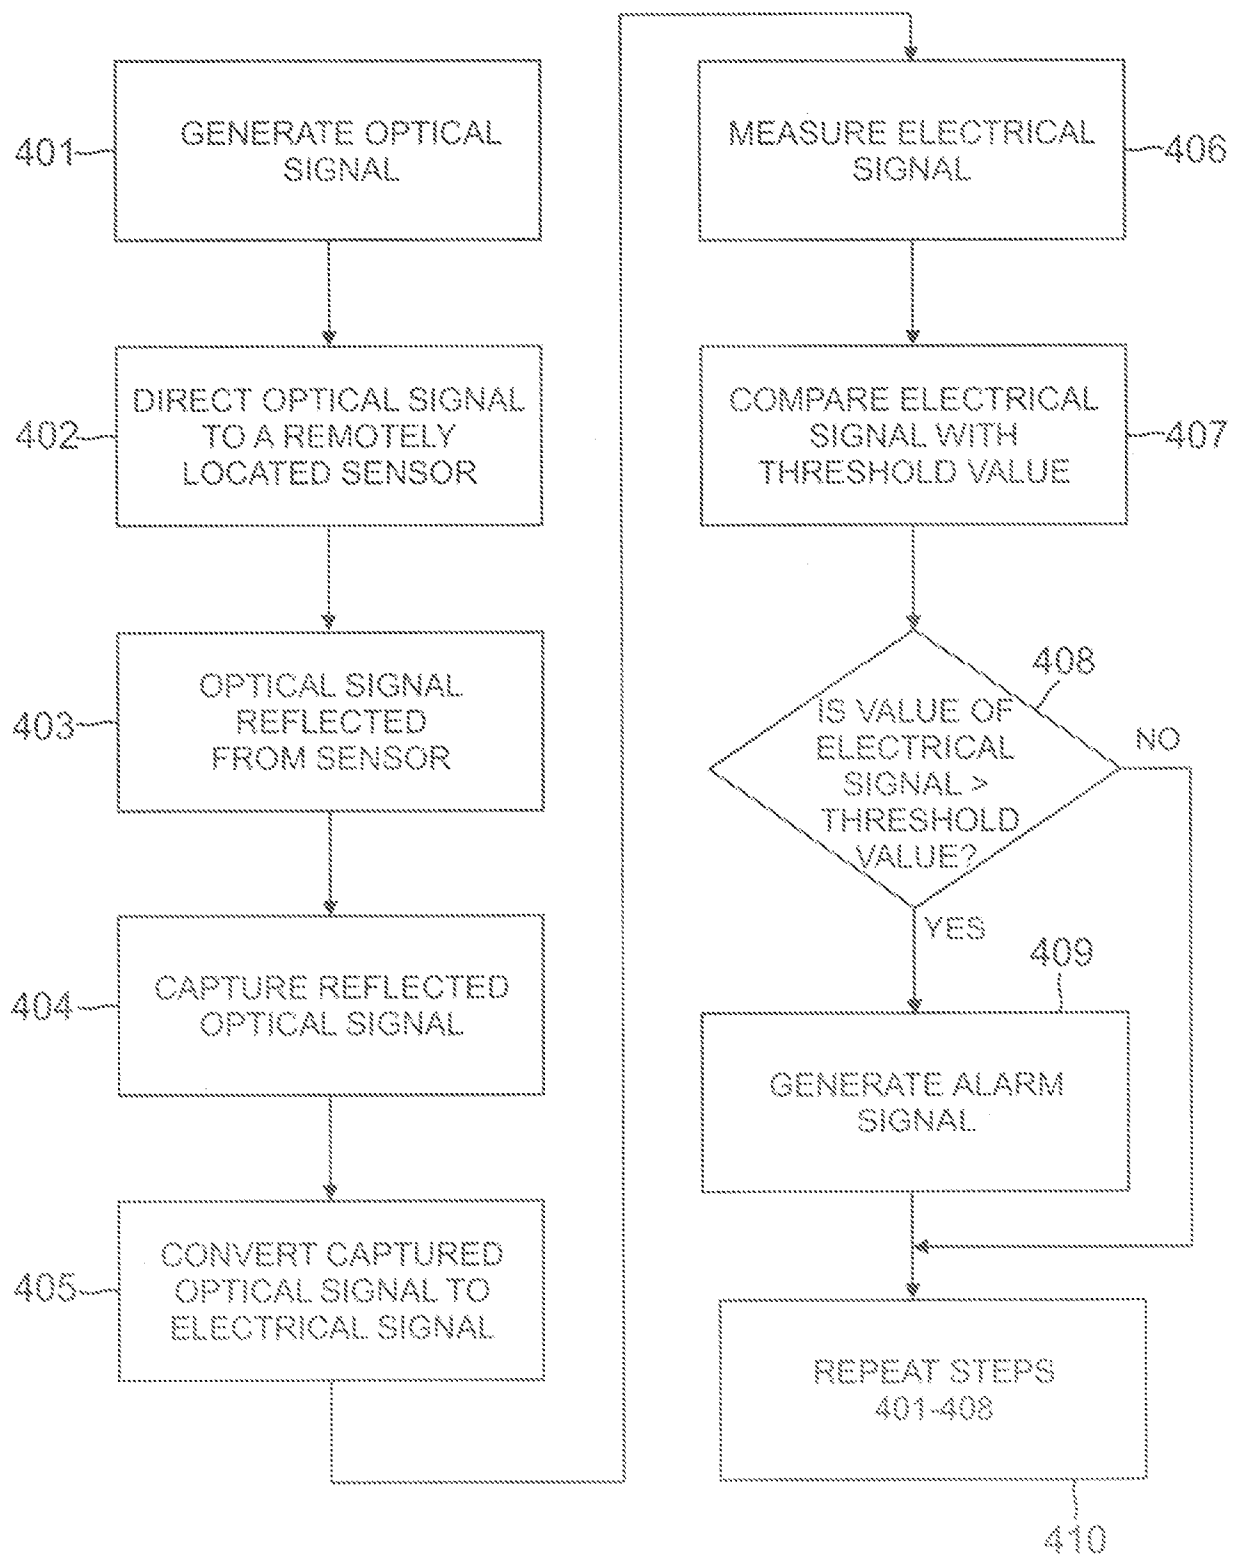 401
GENERATE OPTICAL
SIGNAL
402
DIRECT OPTICAL SIGNAL
TO A REMOTELY
LOCATED SENSOR
403
OPTICAL SIGNAL
REFLECTED
FROM SENSOR
404
CAPTURE REFLECTED
OPTICAL SIGNAL
405
CONVERT CAPTURED
OPTICAL SIGNAL TO
ELECTRICAL SIGNAL
MEASURE ELECTRICAL
SIGNAL
406
COMPARE ELECTRICAL
SIGNAL WITH
THRESHOLD VALUE
407
408
IS VALUE OF
ELECTRICAL
SIGNAL >
THRESHOLD
VALUE?
NO
YES
409
GENERATE ALARM
SIGNAL
REPEAT STEPS
401-408
410